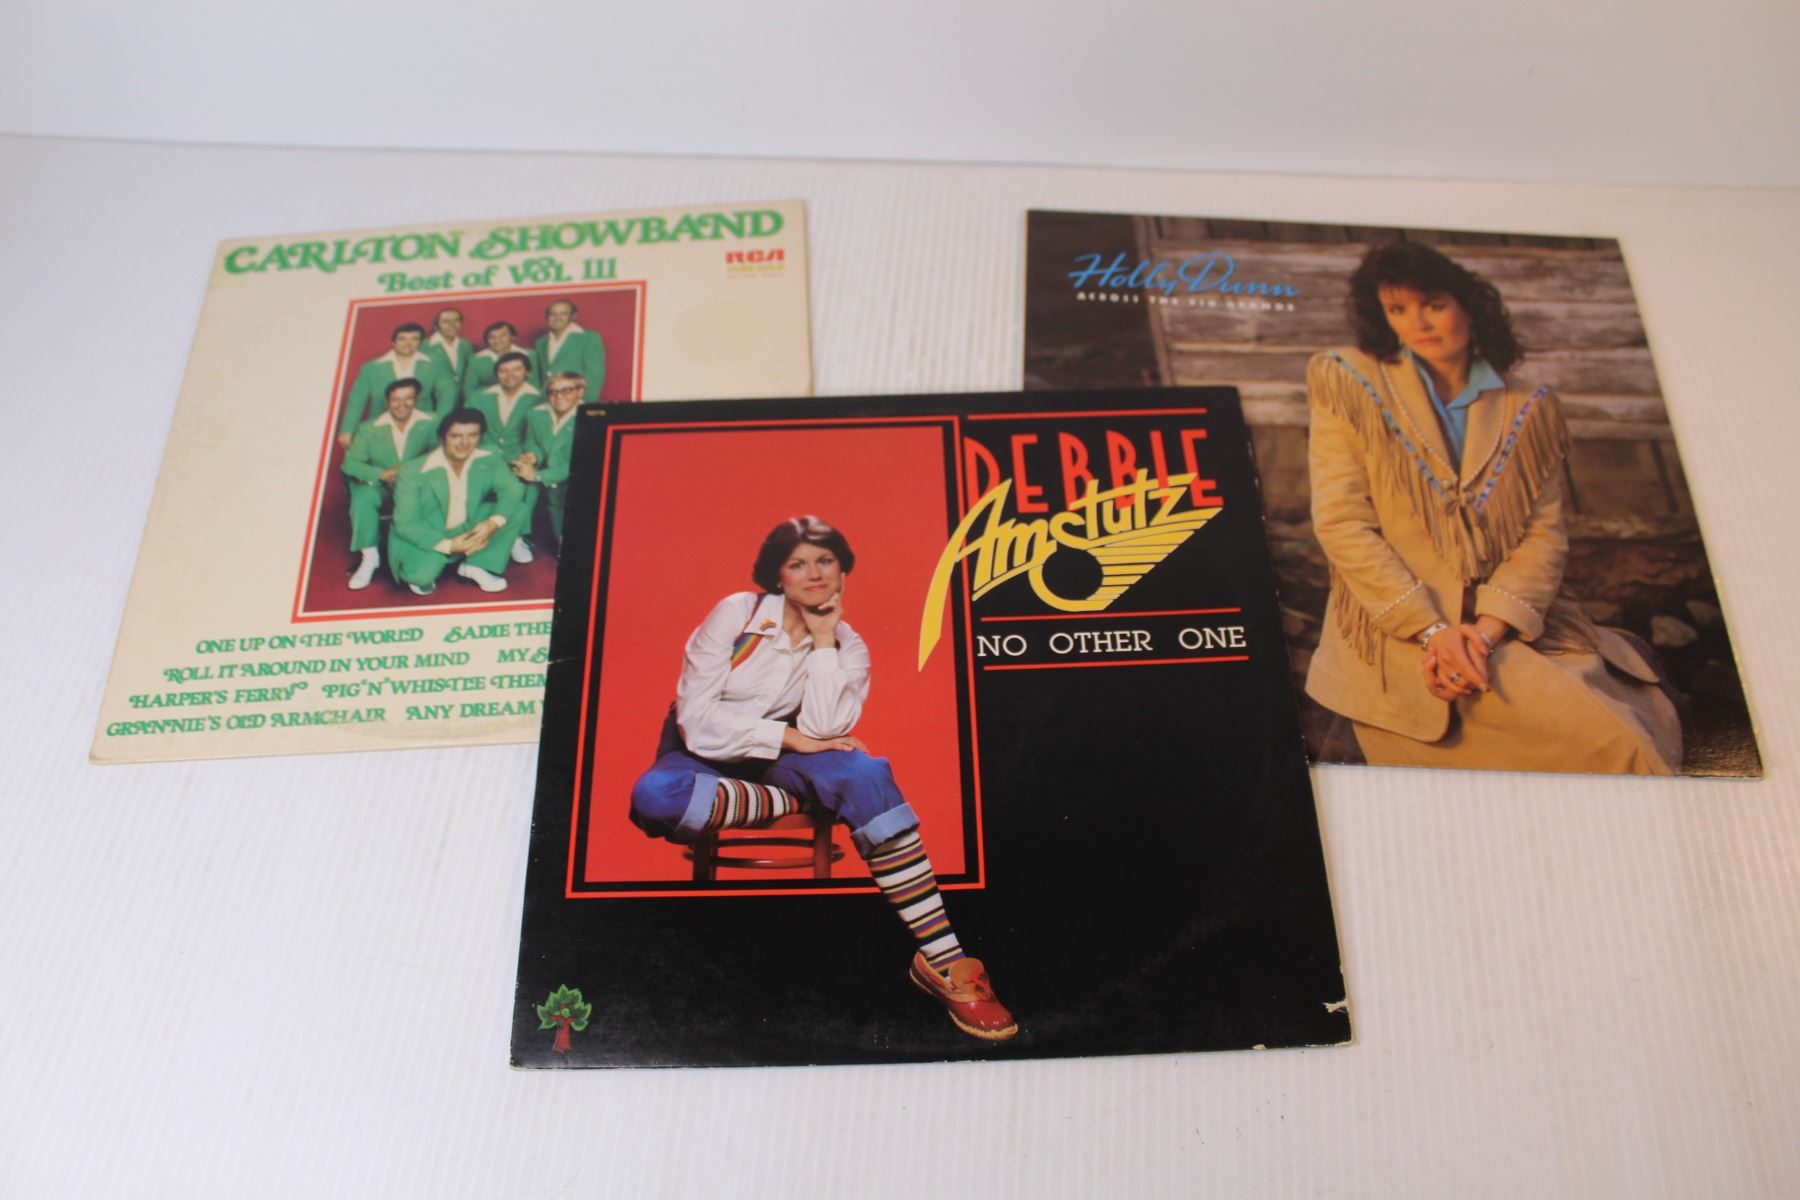 CARLTON SHOWBAND
Best of VOL. III
RCA
PURE GOLD
ONE UP ON THE WORLD SADIE THE
ROLL IT AROUND IN YOUR MIND MY
HARPER'S FERRY PIG "N" WHISTLE THEM
GRANNIE'S OLD ARMCHAIR ANY DREAM
Holly Dunn
ACROSS THE RIO GRANDE
DEBBIE
Amstutz
NO OTHER ONE